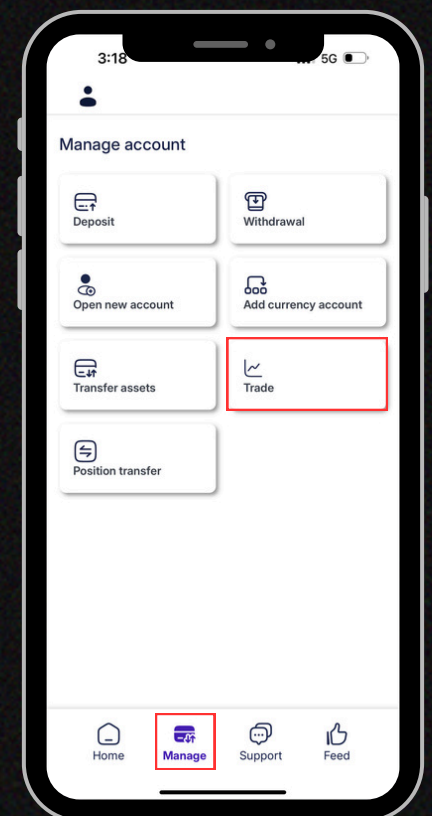 3:18
5G
Manage account
Deposit
Withdrawal
Open new account
Add currency account
Transfer assets
Trade
Position transfer
Home
Manage
Support
Feed